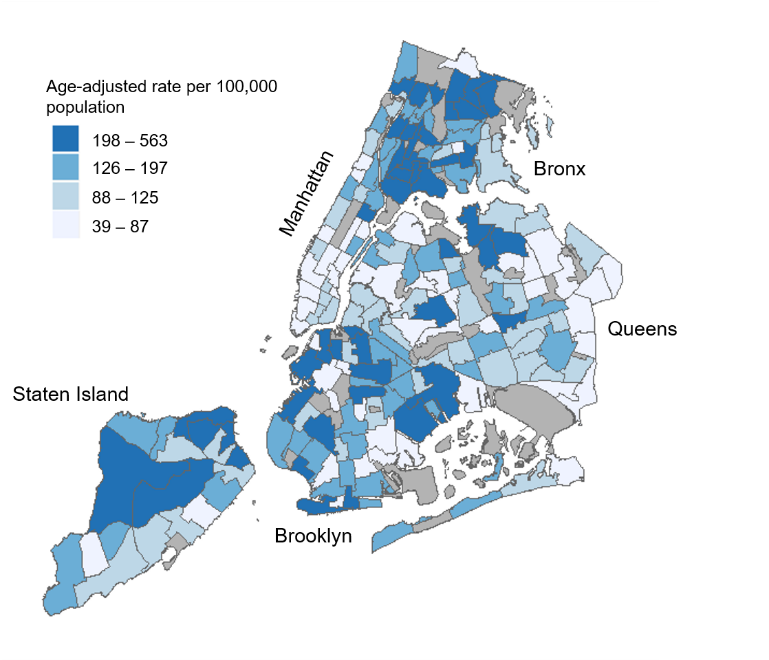 Age-adjusted rate per 100,000
population
198 – 563
126 – 197
88 – 125
39 – 87
Manhattan
Bronx
Queens
Staten Island
Brooklyn